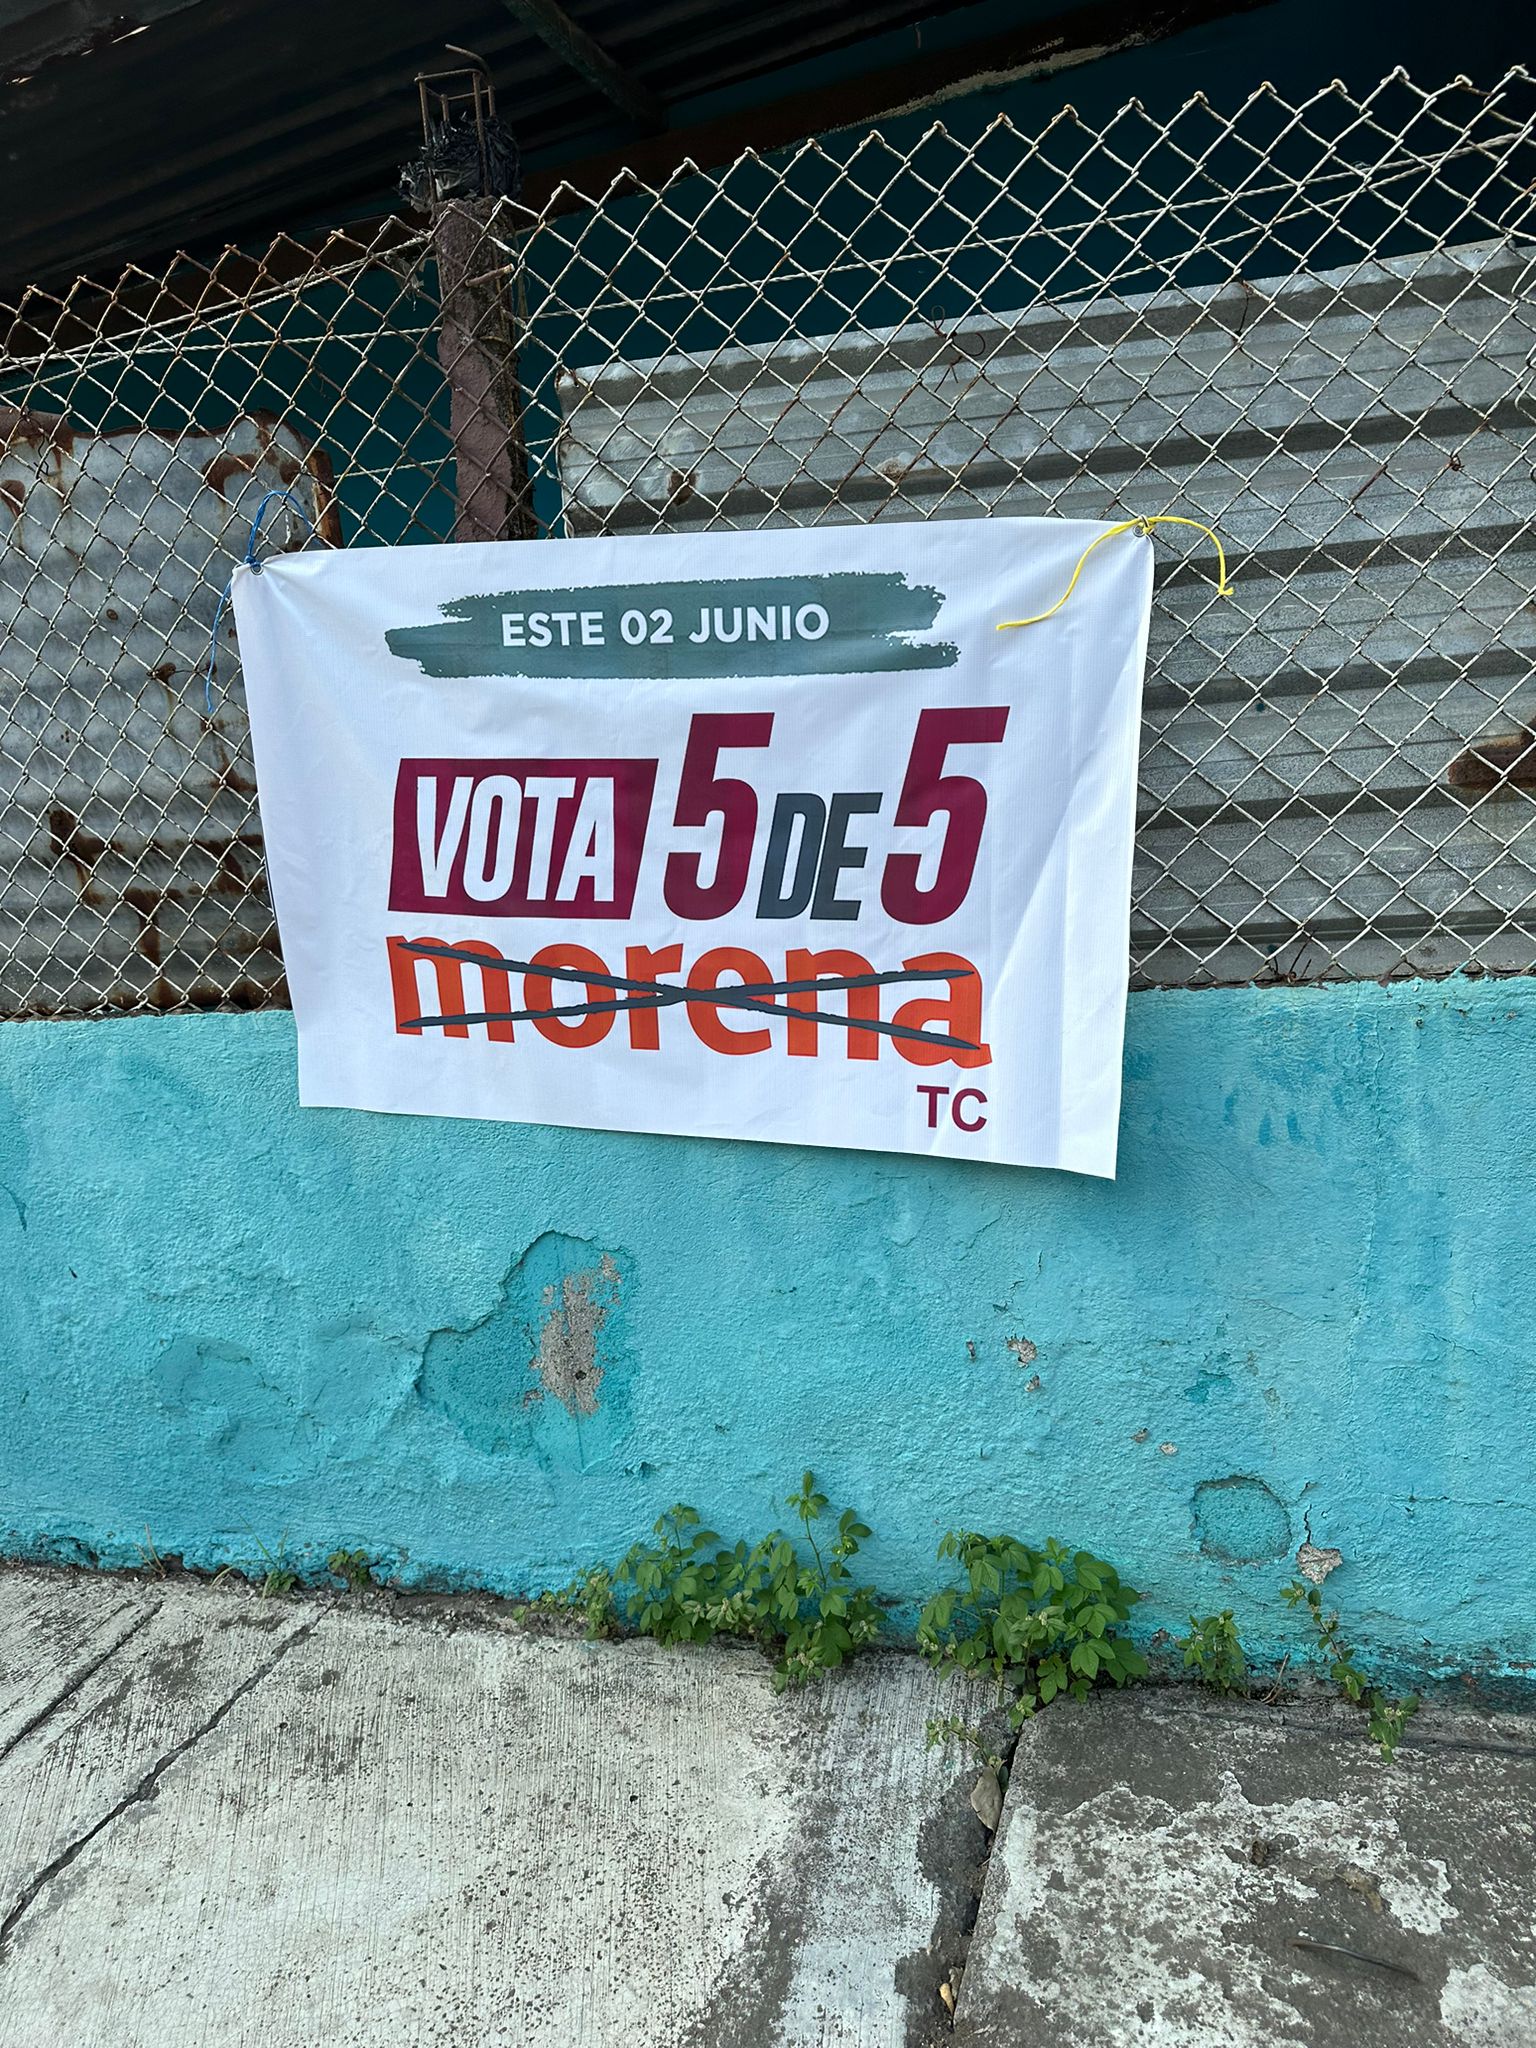 ESTE 02 JUNIO
VOTA 5 DE 5
morena
TC